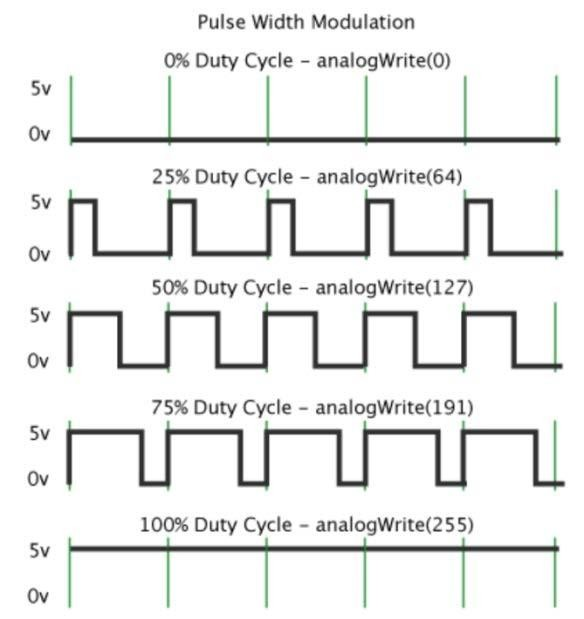 Pulse Width Modulation
0% Duty Cycle – analogWrite(0)
5v
0v
25% Duty Cycle – analogWrite(64)
5v
0v
50% Duty Cycle – analogWrite(127)
5v
0v
75% Duty Cycle – analogWrite(191)
5v
0v
100% Duty Cycle – analogWrite(255)
5v
0v